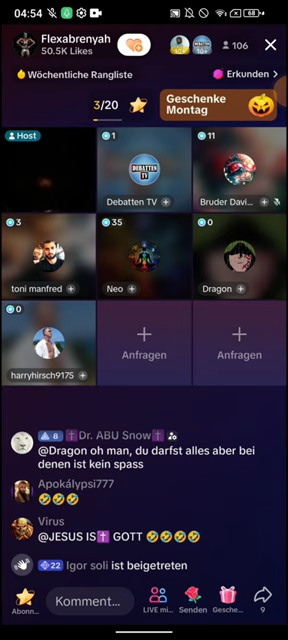 04:54
68
Flexabrenyah
50.5K Likes
106
Wöchentliche Rangliste
Erkunden >
3/20
Geschenke
Montag
Host
1
DEBATTEN
TV
Debatten TV
11
Bruder Davi...
3
toni manfred
35
Neo
0
Dragon
0
harryhirsch9175
Anfragen
Anfragen
8 Dr. ABU Snow
@Dragon oh man, du darfst alles aber bei
denen ist kein spass
Apokálypsi777
🤣🤣🤣
Virus
@JESUS IS✝️ GOTT 🤣🤣🤣🤣
22 Igor soli ist beigetreten
Abonn...
Komment...
LIVE mi...
Senden
Gesche...
9